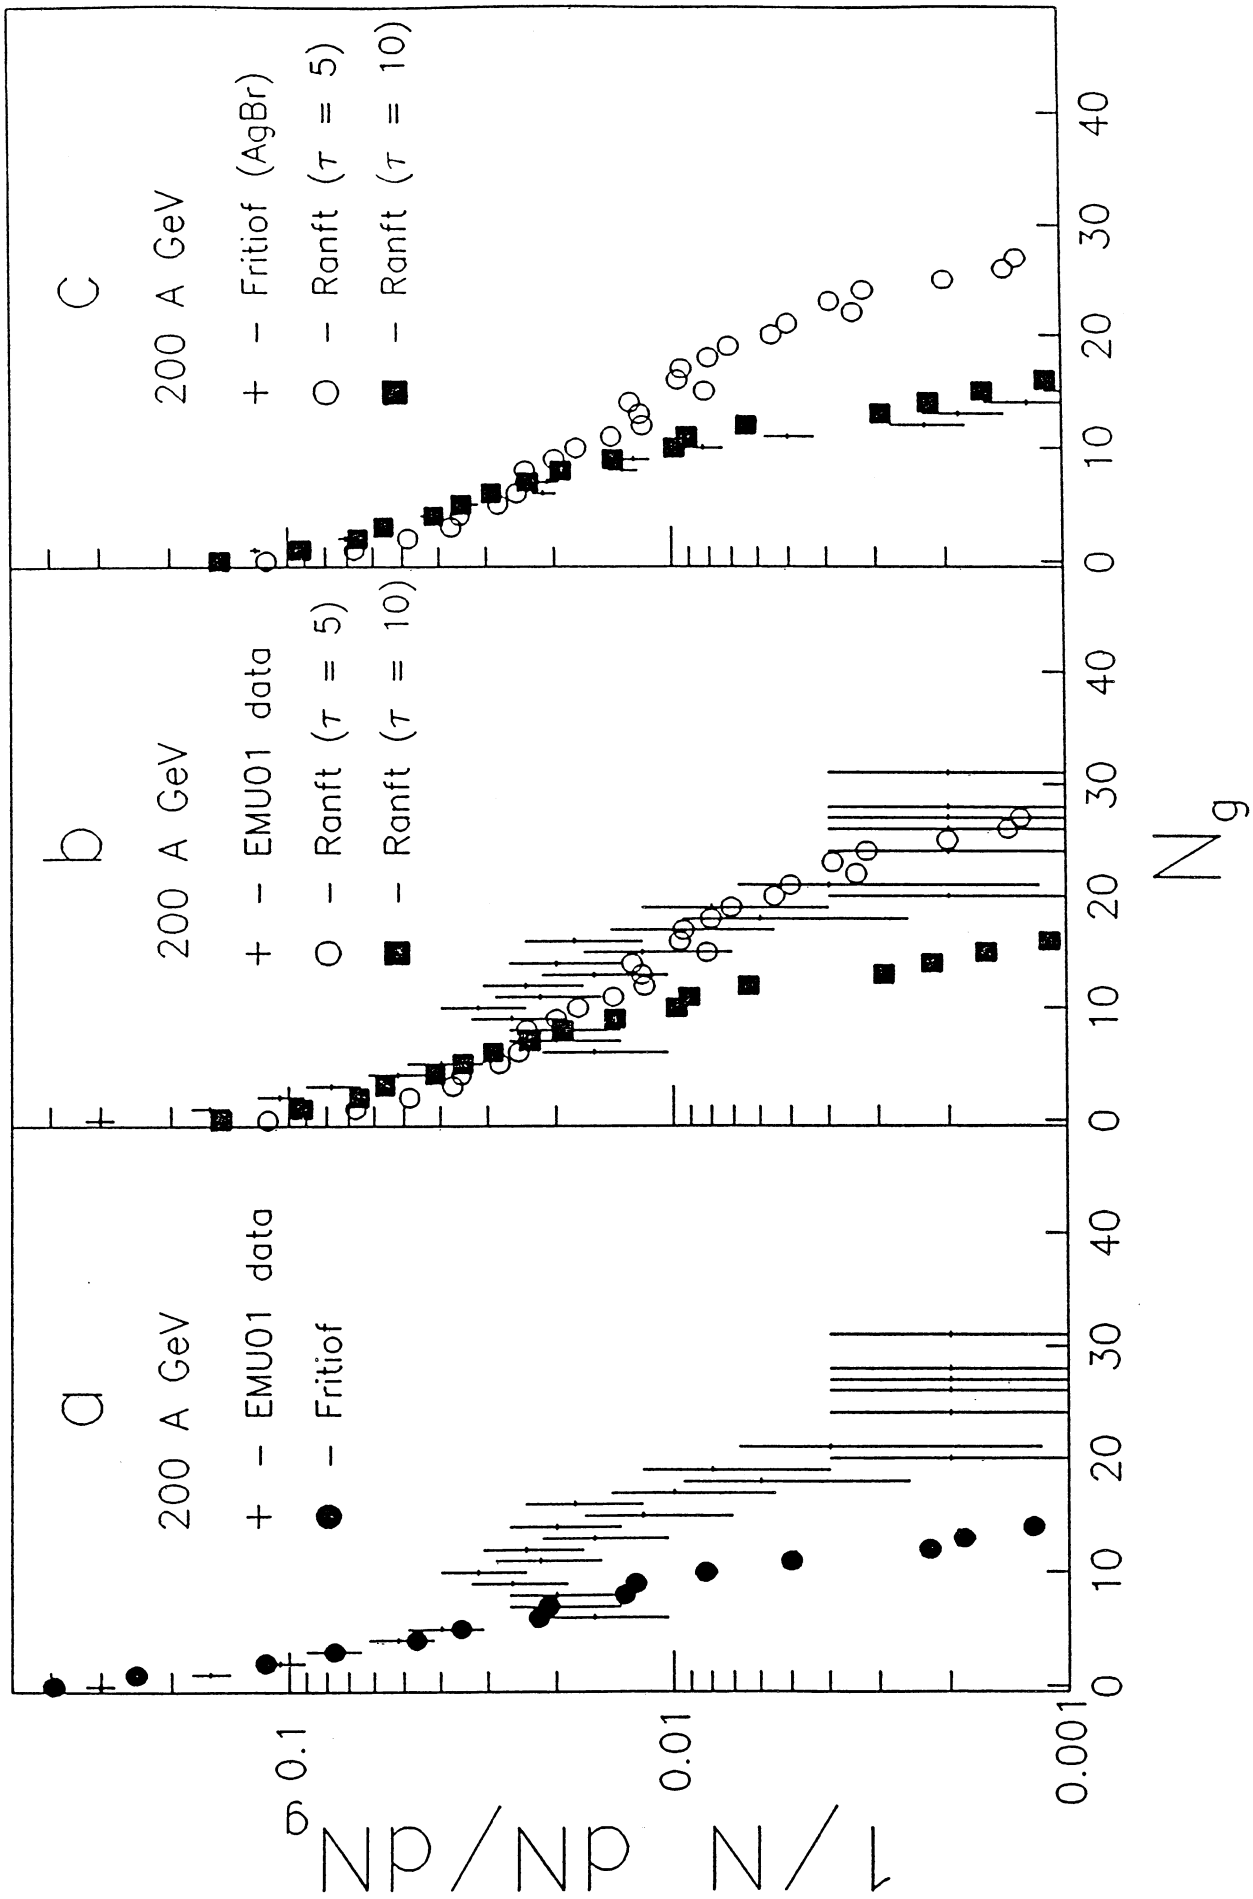 a
200 A GeV
+ - EMU01 data
● - Fritiof
b
200 A GeV
+ - EMU01 data
○ - Ranft (τ = 5)
■ - Ranft (τ = 10)
c
200 A GeV
+ - Fritiof (AgBr)
○ - Ranft (τ = 5)
■ - Ranft (τ = 10)
1/N dN/dNg
0.1
0.01
0.001
0 10 20 30 40
0 10 20 30 40
0 10 20 30 40
Ng